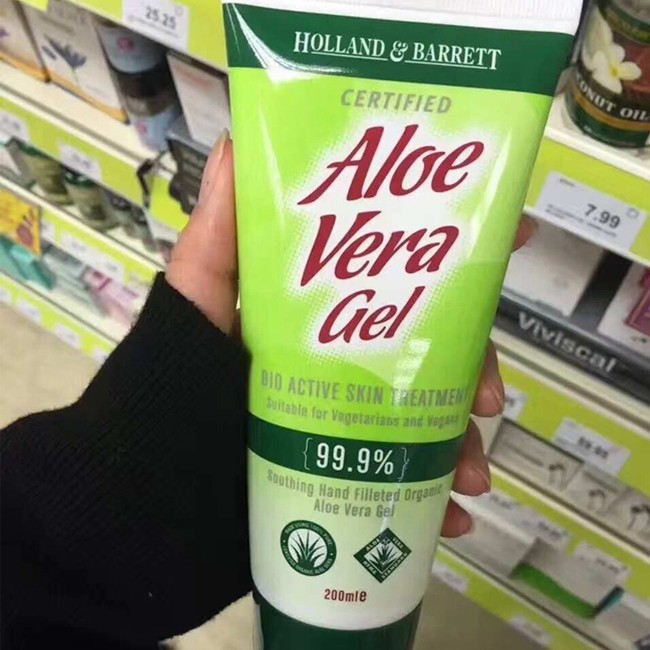 25.25
HOLLAND & BARRETT
CERTIFIED
Aloe
Vera
Gel
BIO ACTIVE SKIN TREATMENT
Suitable for Vegetarians and Vegans
{99.9%}
Soothing Hand Filleted Organic
Aloe Vera Gel
200ml℮
7.99
Viviscal